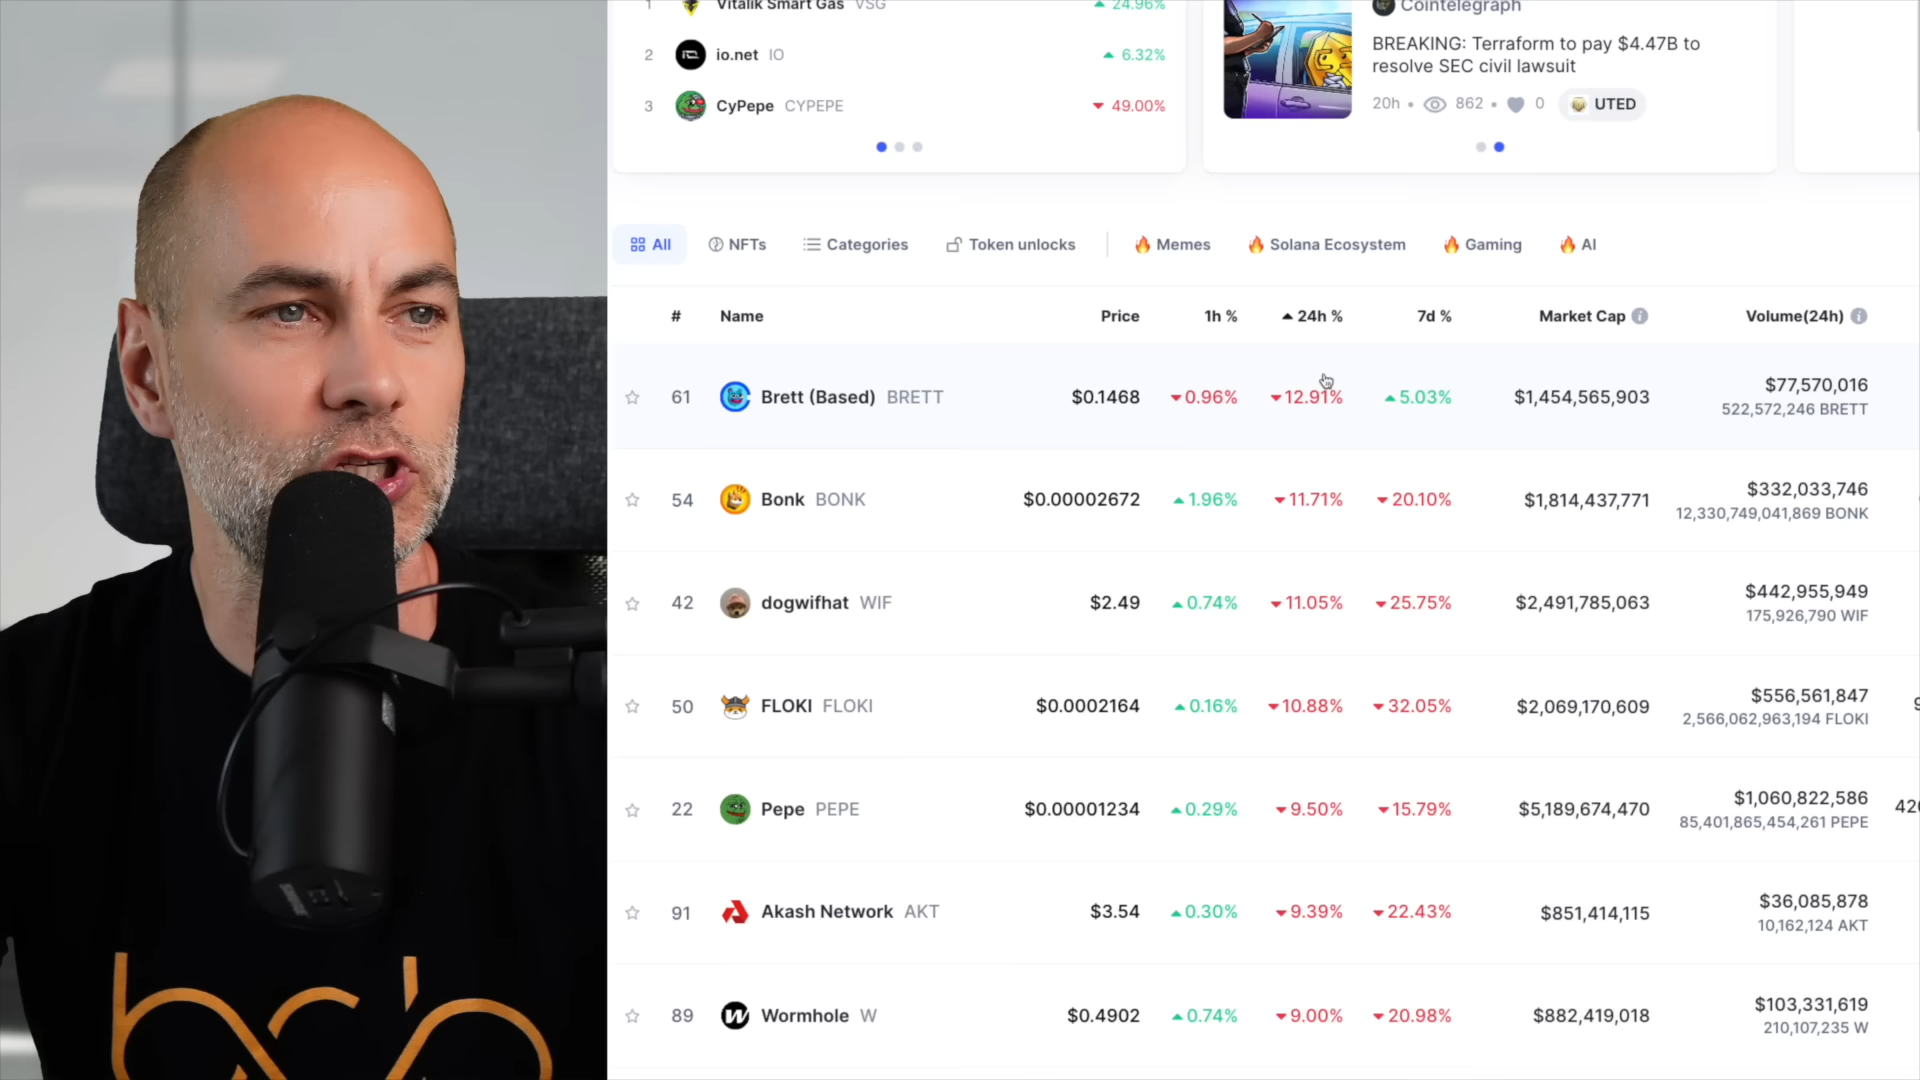 1 Vitalik Smart Gas VSG 24.96%
2 io.net IO 6.32%
3 CyPepe CYPEPE 49.00%
Cointelegraph
BREAKING: Terraform to pay $4.47B to
resolve SEC civil lawsuit
20h • 862 • 0 UTED
All NFTs Categories Token unlocks Memes Solana Ecosystem Gaming AI
# Name Price 1h % 24h % 7d % Market Cap Volume(24h)
61 Brett (Based) BRETT $0.1468 0.96% 12.91% 5.03% $1,454,565,903 $77,570,016
522,572,246 BRETT
54 Bonk BONK $0.00002672 1.96% 11.71% 20.10% $1,814,437,771 $332,033,746
12,330,749,041,869 BONK
42 dogwifhat WIF $2.49 0.74% 11.05% 25.75% $2,491,785,063 $442,955,949
175,926,790 WIF
50 FLOKI FLOKI $0.0002164 0.16% 10.88% 32.05% $2,069,170,609 $556,561,847
2,566,062,963,194 FLOKI
22 Pepe PEPE $0.00001234 0.29% 9.50% 15.79% $5,189,674,470 $1,060,822,586
85,401,865,454,261 PEPE
420
91 Akash Network AKT $3.54 0.30% 9.39% 22.43% $851,414,115 $36,085,878
10,162,124 AKT
89 Wormhole W $0.4902 0.74% 9.00% 20.98% $882,419,018 $103,331,619
210,107,235 W
bcb